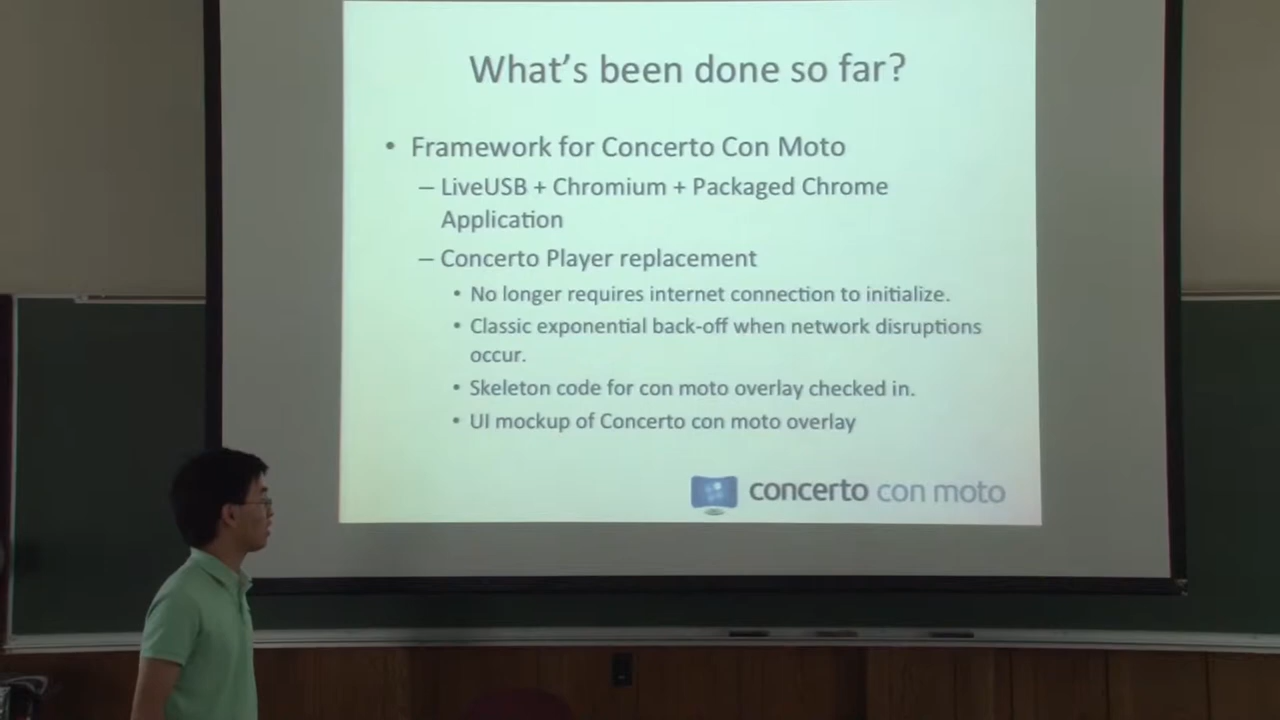 What's been done so far?
• Framework for Concerto Con Moto
– LiveUSB + Chromium + Packaged Chrome
Application
– Concerto Player replacement
• No longer requires internet connection to initialize.
• Classic exponential back-off when network disruptions
occur.
• Skeleton code for con moto overlay checked in.
• UI mockup of Concerto con moto overlay
concerto con moto